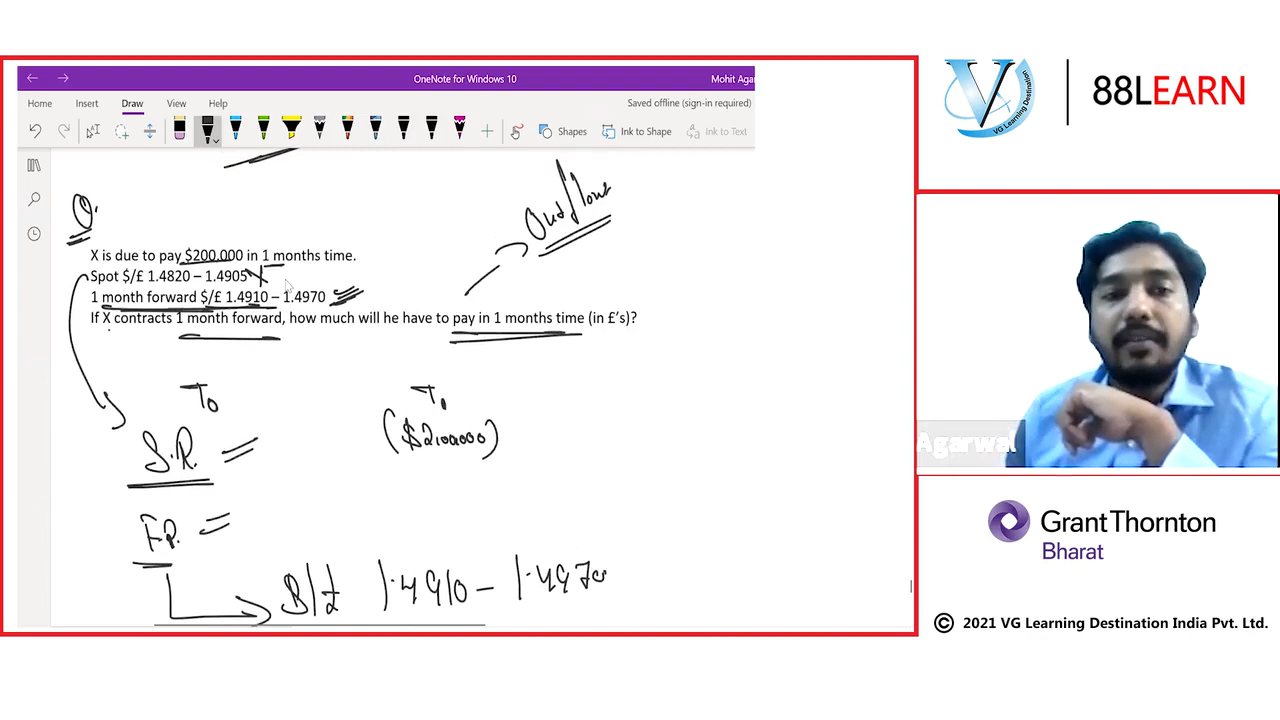 OneNote for Windows 10
Mohit Agar
Home Insert Draw View Help
Saved offline (sign-in required)
Shapes
Ink to Shape
Ink to Text
Q.
Outflow
X is due to pay $200.000 in 1 months time.
Spot $/£ 1.4820 – 1.4905
1 month forward $/£ 1.4910 – 1.4970
If X contracts 1 month forward, how much will he have to pay in 1 months time (in £'s)?
T0
T1
S.R. =
($200000)
F.R. =
$/£ 1.4910 – 1.4970
V
VG Learning Destination
88LEARN
Agarwal
Grant Thornton
Bharat
© 2021 VG Learning Destination India Pvt. Ltd.